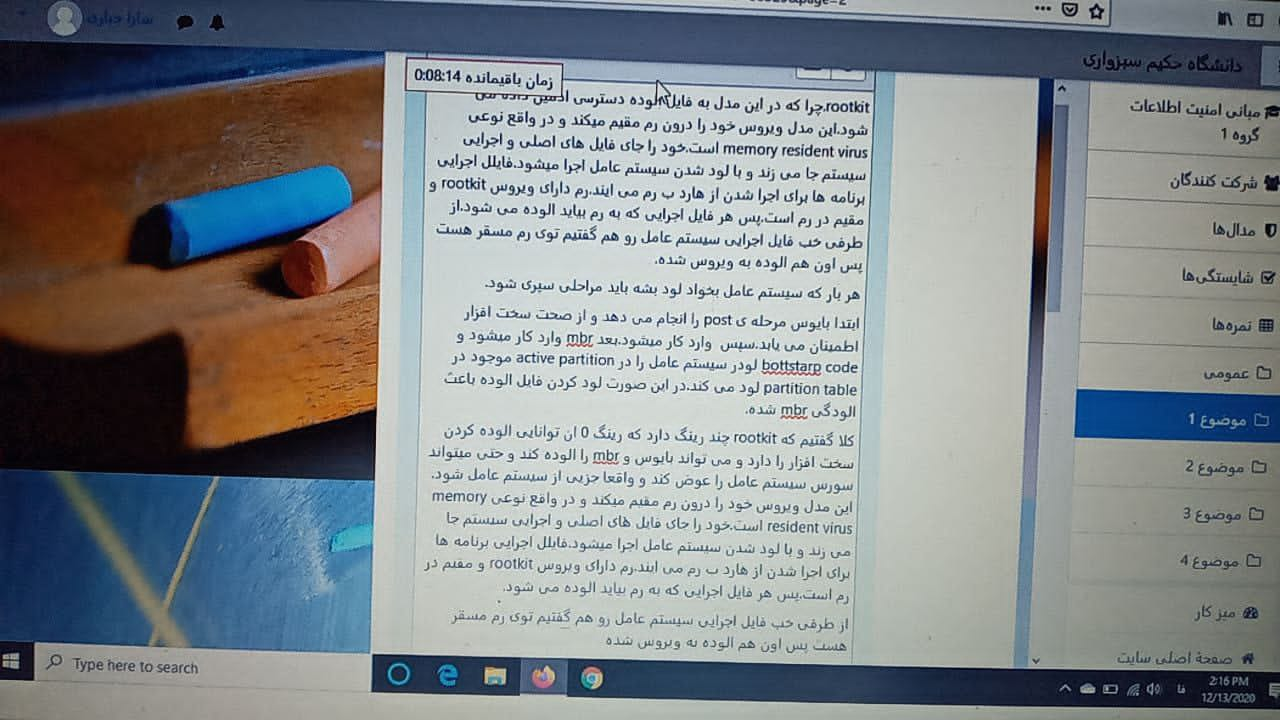 page=2
سارا حیاری
دانشگاه حکیم سبزواری
زمان باقیمانده 0:08:14
rootkit.چرا که در این مدل به فایل الوده دسترسی ادمین داده می
شود.این مدل ویروس خود را درون رم مقیم میکند و در واقع نوعی
memory resident virus است.خود را جای فایل های اصلی و اجرایی
سیستم جا می زند و با لود شدن سیستم عامل اجرا میشود.فایلل اجرایی
برنامه ها برای اجرا شدن از هارد ب رم می ایند.رم دارای ویروس rootkit و
مقیم در رم است.پس هر فایل اجرایی که به رم بیاید الوده می شود.از
طرفی خب فایل اجرایی سیستم عامل رو هم گفتیم توی رم مسقر هست
پس اون هم الوده به ویروس شده.
هر بار که سیستم عامل بخواد لود بشه باید مراحلی سپری شود.
ابتدا بایوس مرحله ی post را انجام می دهد و از صحت سخت افزار
اطمینان می یابد.سپس وارد کار میشود.بعد mbr وارد کار میشود و
bottstarp code لودر سیستم عامل را در active partition موجود در
partition table لود می کند.در این صورت لود کردن فایل الوده باعث
الودگی mbr شده.
کلا گفتیم که rootkit چند رینگ دارد که رینگ 0 ان توانایی الوده کردن
سخت افزار را دارد و می تواند بایوس و mbr را الوده کند و حتی میتواند
سورس سیستم عامل را عوض کند و واقعا جزیی از سیستم عامل شود.
این مدل ویروس خود را درون رم مقیم میکند و در واقع نوعی memory
resident virus است.خود را جای فایل های اصلی و اجرایی سیستم جا
می زند و با لود شدن سیستم عامل اجرا میشود.فایلل اجرایی برنامه ها
برای اجرا شدن از هارد ب رم می ایند.رم دارای ویروس rootkit و مقیم در
رم است.پس هر فایل اجرایی که به رم بیاید الوده می شود.
از طرفی خب فایل اجرایی سیستم عامل رو هم گفتیم توی رم مسقر
هست پس اون هم الوده به ویروس شده
مبانی امنیت اطلاعات
گروه 1
شرکت کنندگان
مدال‌ها
شایستگی‌ها
نمره‌ها
عمومی
موضوع 1
موضوع 2
موضوع 3
موضوع 4
میز کار
صفحهٔ اصلی سایت
Type here to search
فا
2:16 PM
12/13/2020